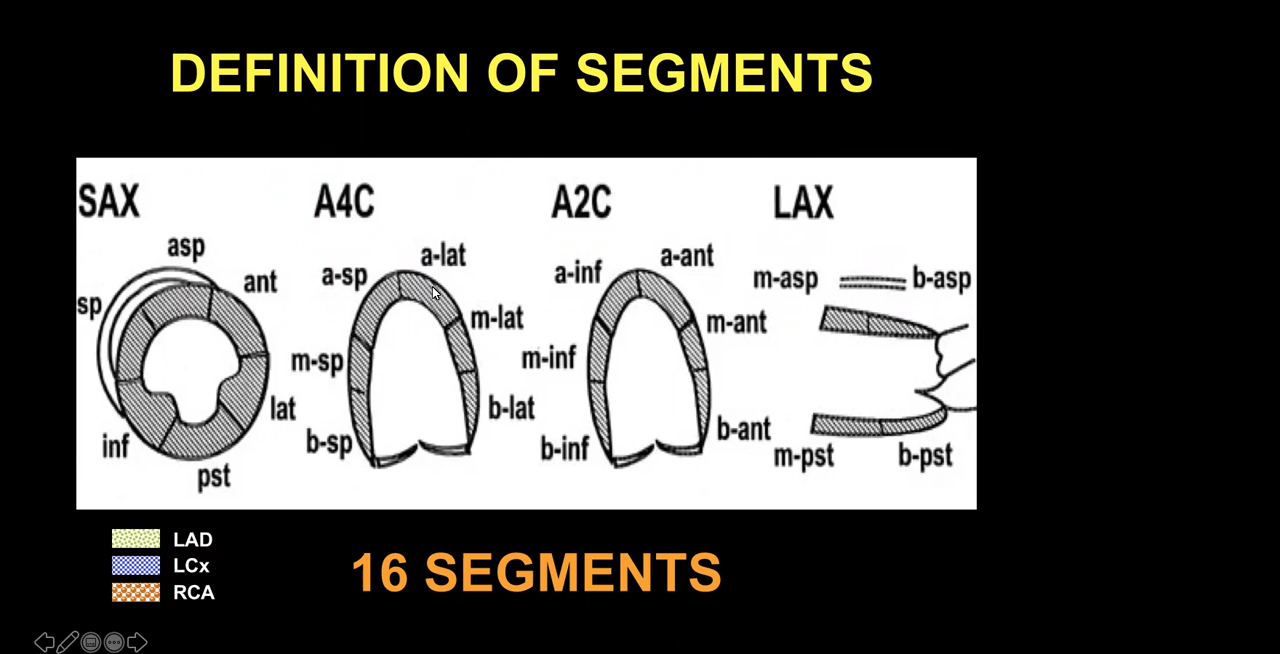 DEFINITION OF SEGMENTS
SAX
asp
ant
sp
lat
inf
pst
A4C
a-lat
a-sp
m-lat
m-sp
b-lat
b-sp
A2C
a-ant
a-inf
m-ant
m-inf
b-ant
b-inf
LAX
m-asp
b-asp
m-pst
b-pst
LAD
LCx
RCA
16 SEGMENTS